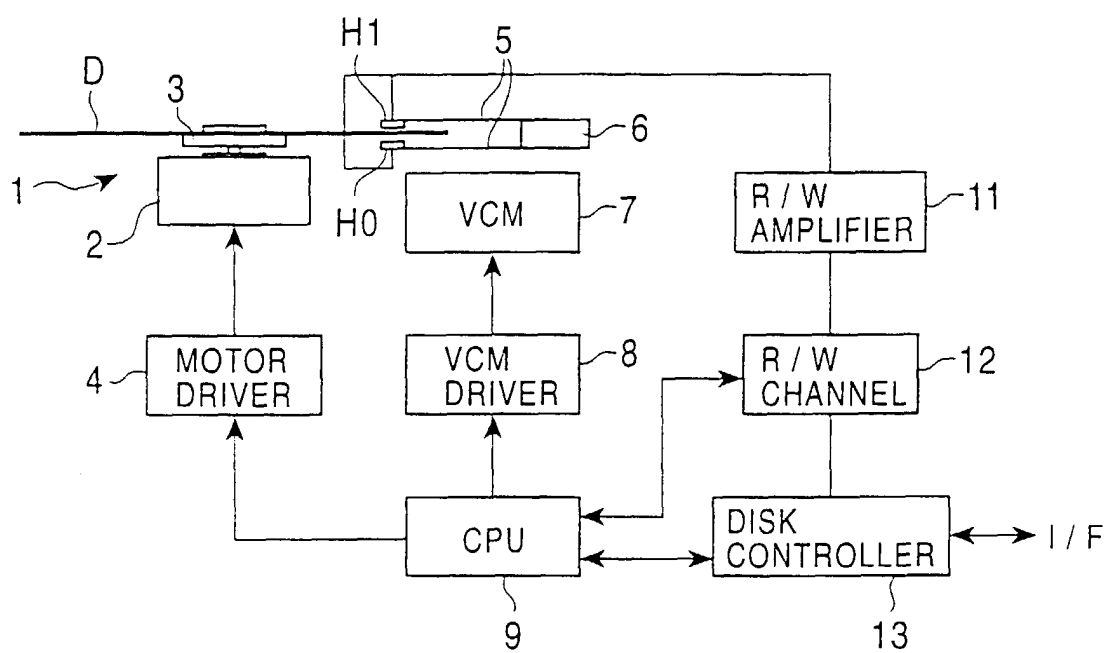 H1
5
D
3
6
1
2
H0
VCM
7
R / W
AMPLIFIER
11
4
MOTOR
DRIVER
VCM
DRIVER
8
R / W
CHANNEL
12
CPU
9
DISK
CONTROLLER
13
I / F